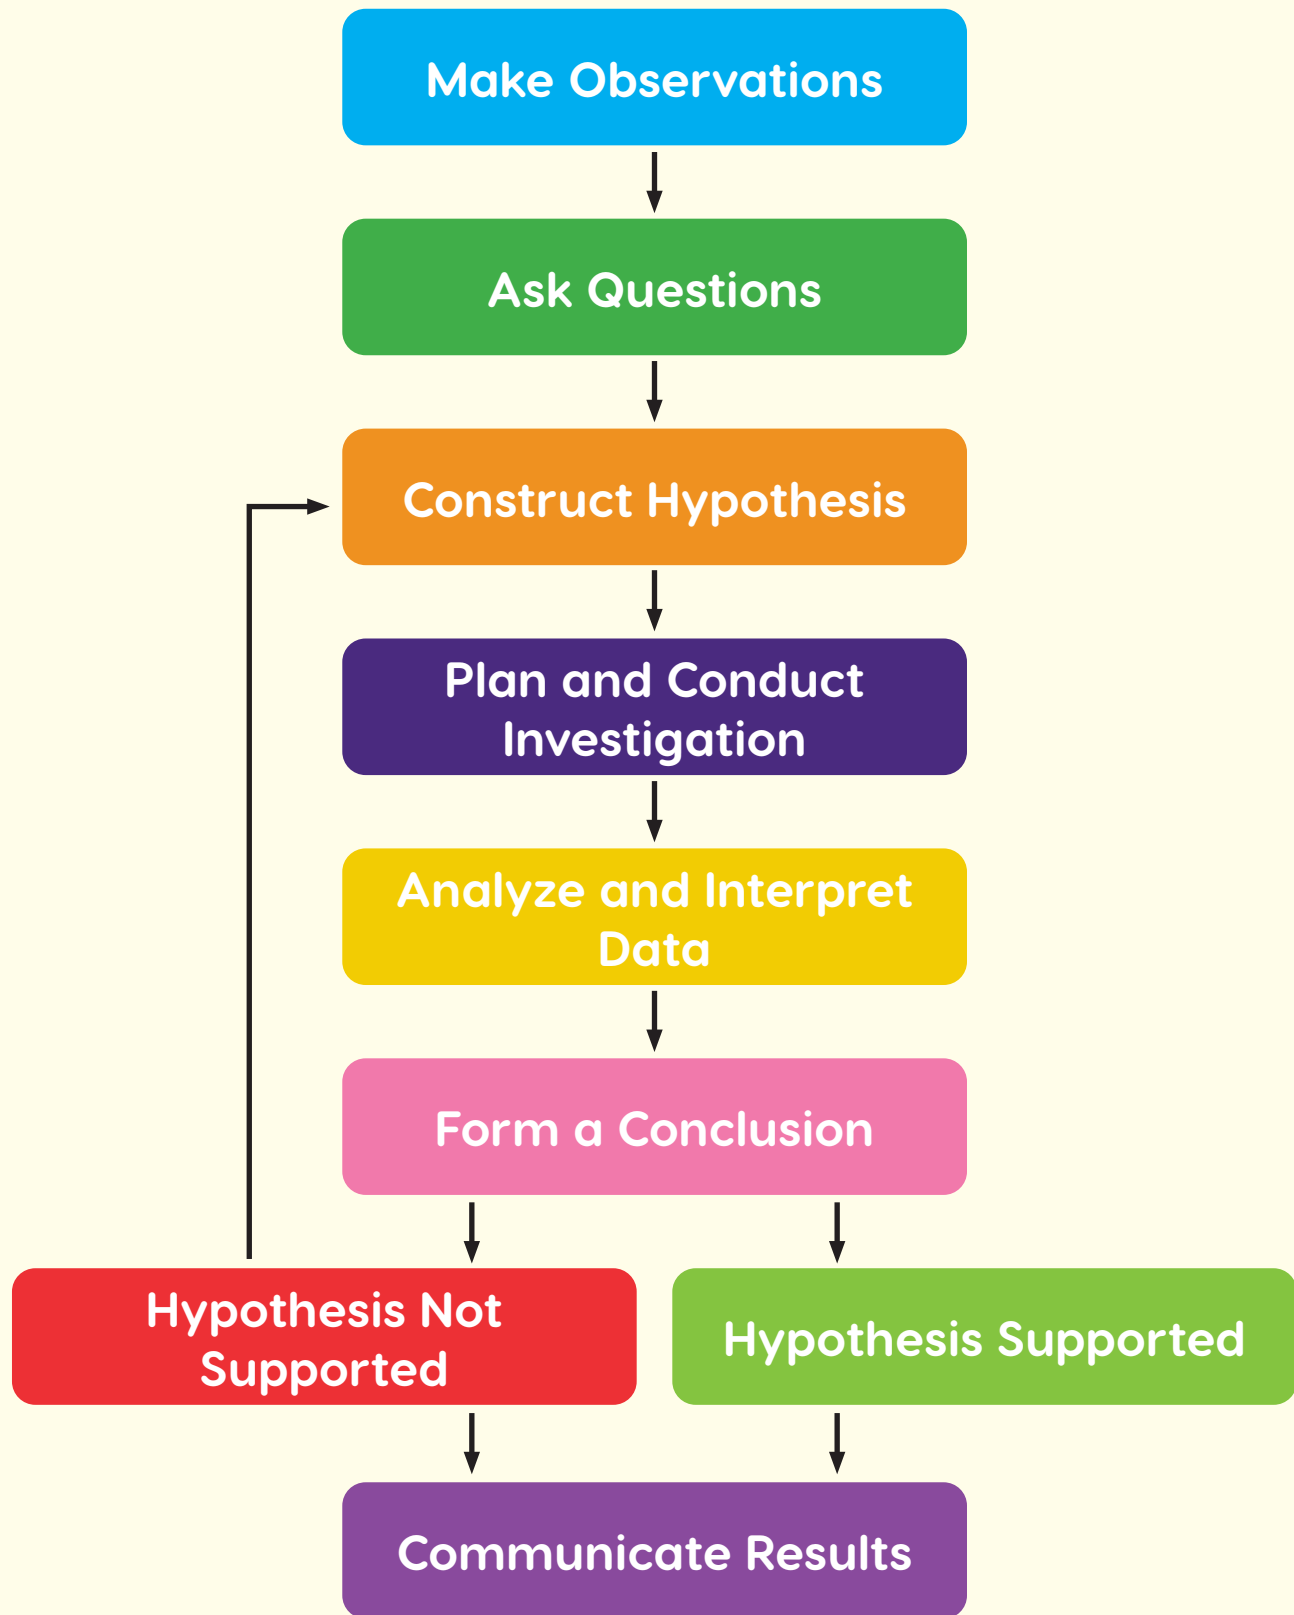 Make Observations
Ask Questions
Construct Hypothesis
Plan and Conduct
Investigation
Analyze and Interpret
Data
Form a Conclusion
Hypothesis Not
Supported
Hypothesis Supported
Communicate Results